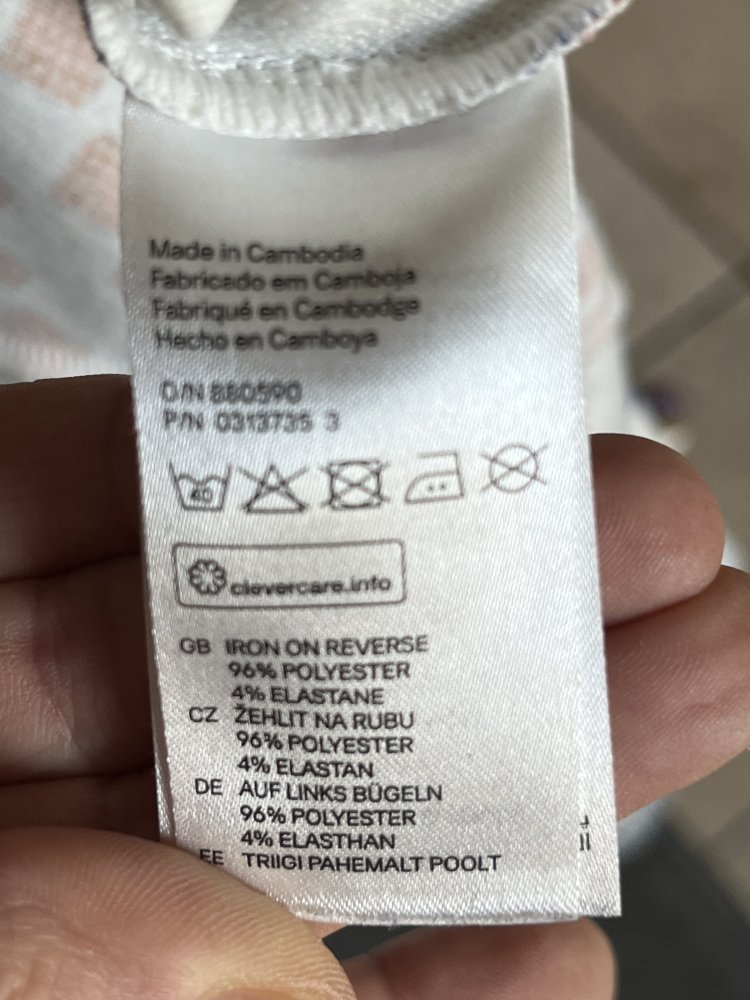 Made in Cambodia
Fabricado em Camboja
Fabriqué en Cambodge
Hecho en Camboya
O/N 880590
P/N 0313735 3
40
clevercare.info
GB IRON ON REVERSE
96% POLYESTER
4% ELASTANE
CZ ŽEHLIT NA RUBU
96% POLYESTER
4% ELASTAN
DE AUF LINKS BÜGELN
96% POLYESTER
4% ELASTHAN
EE TRIIGI PAHEMALT POOLT